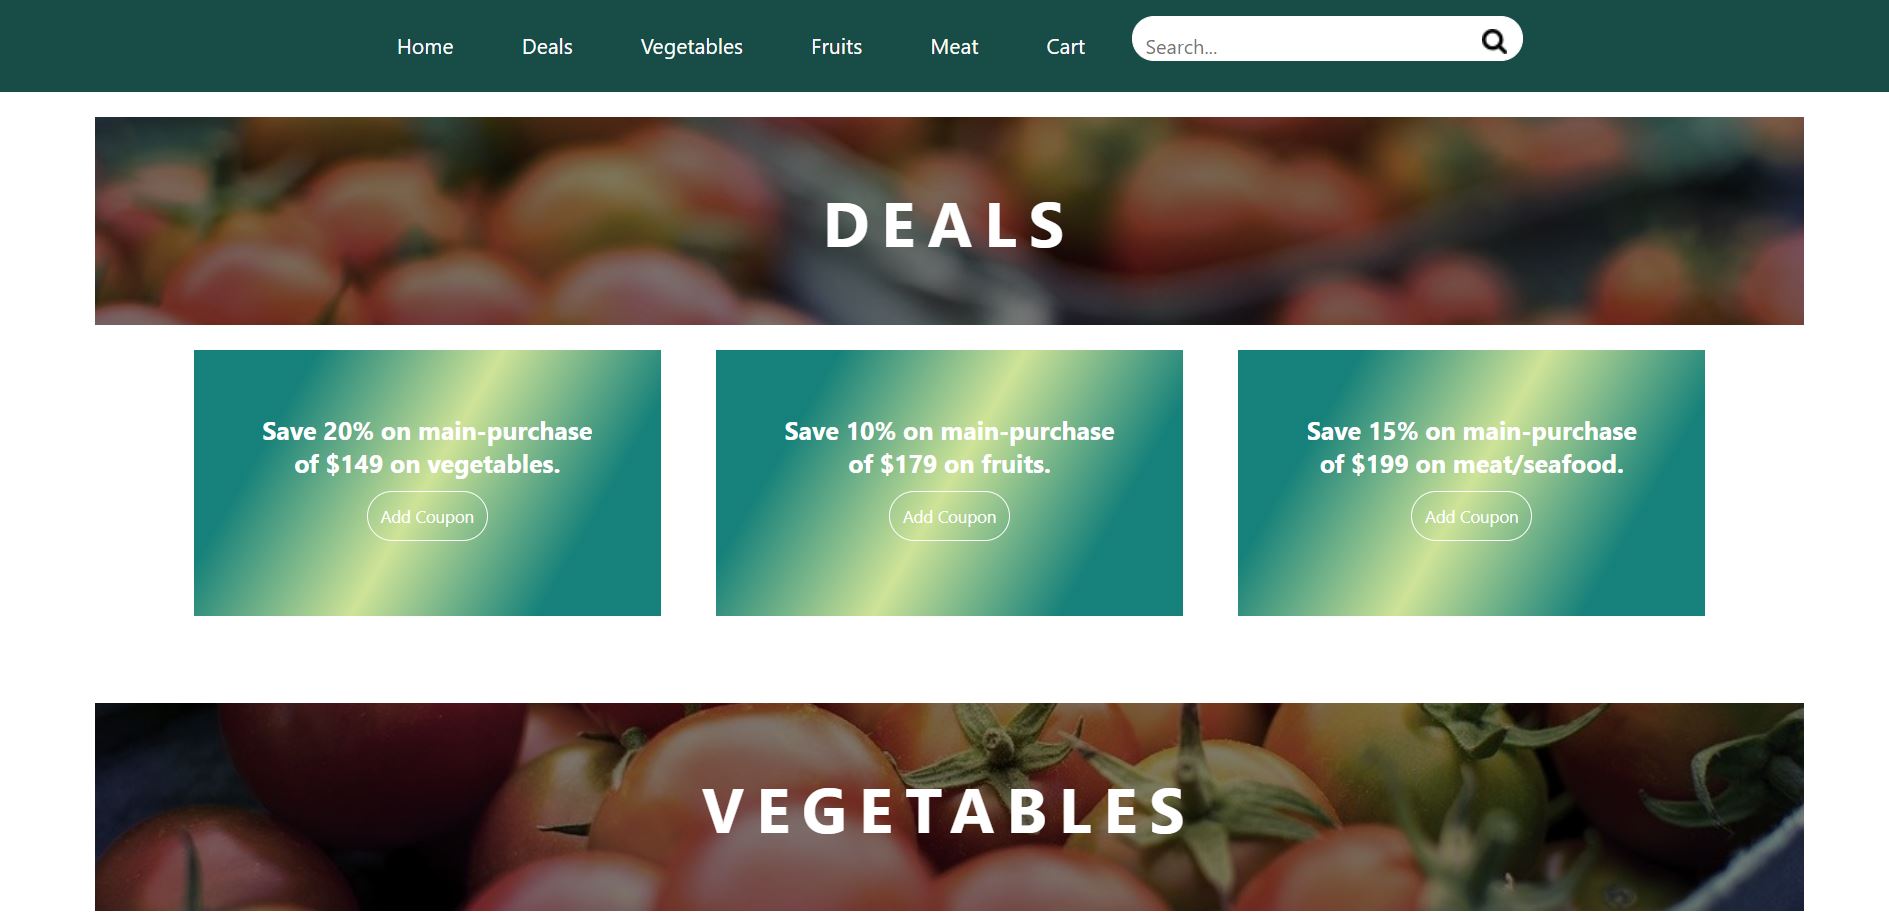 Home Deals Vegetables Fruits Meat Cart Search...
DEALS
Save 20% on main-purchase
of $149 on vegetables.
Add Coupon
Save 10% on main-purchase
of $179 on fruits.
Add Coupon
Save 15% on main-purchase
of $199 on meat/seafood.
Add Coupon
VEGETABLES